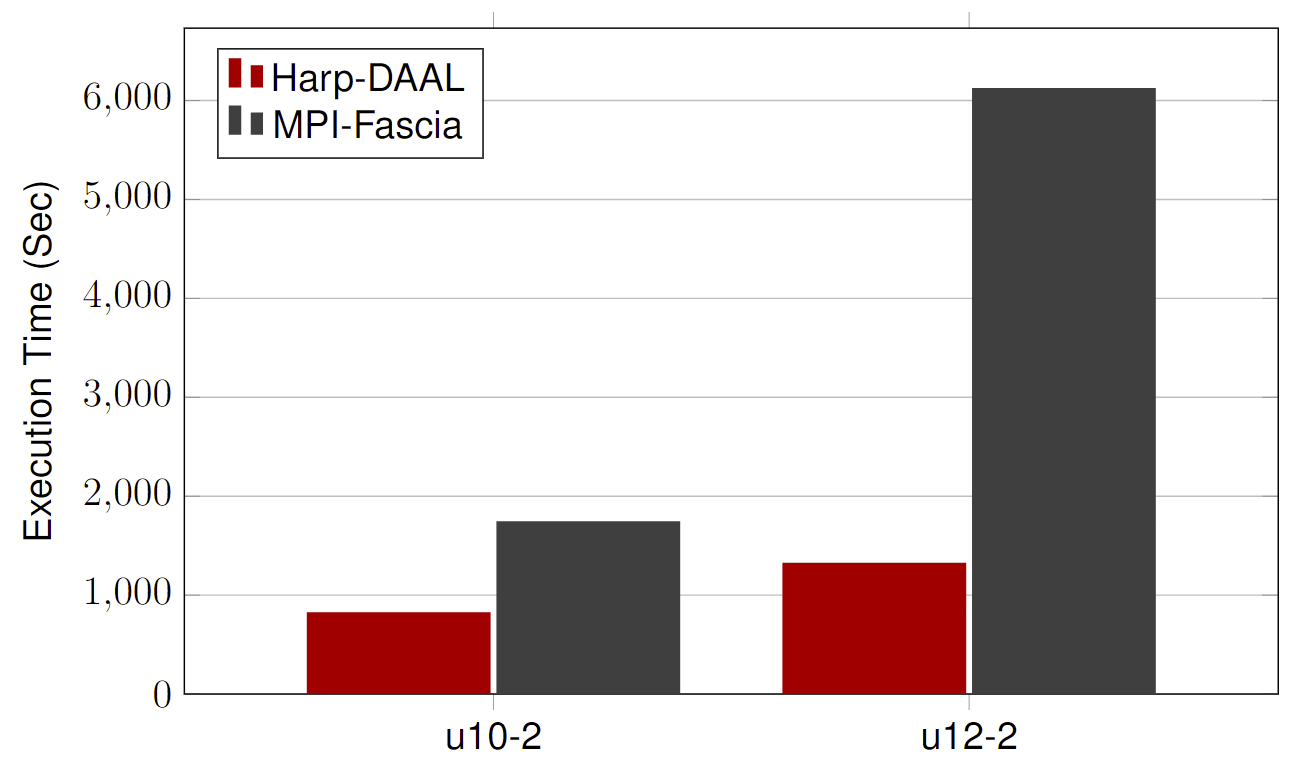 Harp-DAAL
MPI-Fascia
Execution Time (Sec)
6,000
5,000
4,000
3,000
2,000
1,000
0
u10-2
u12-2